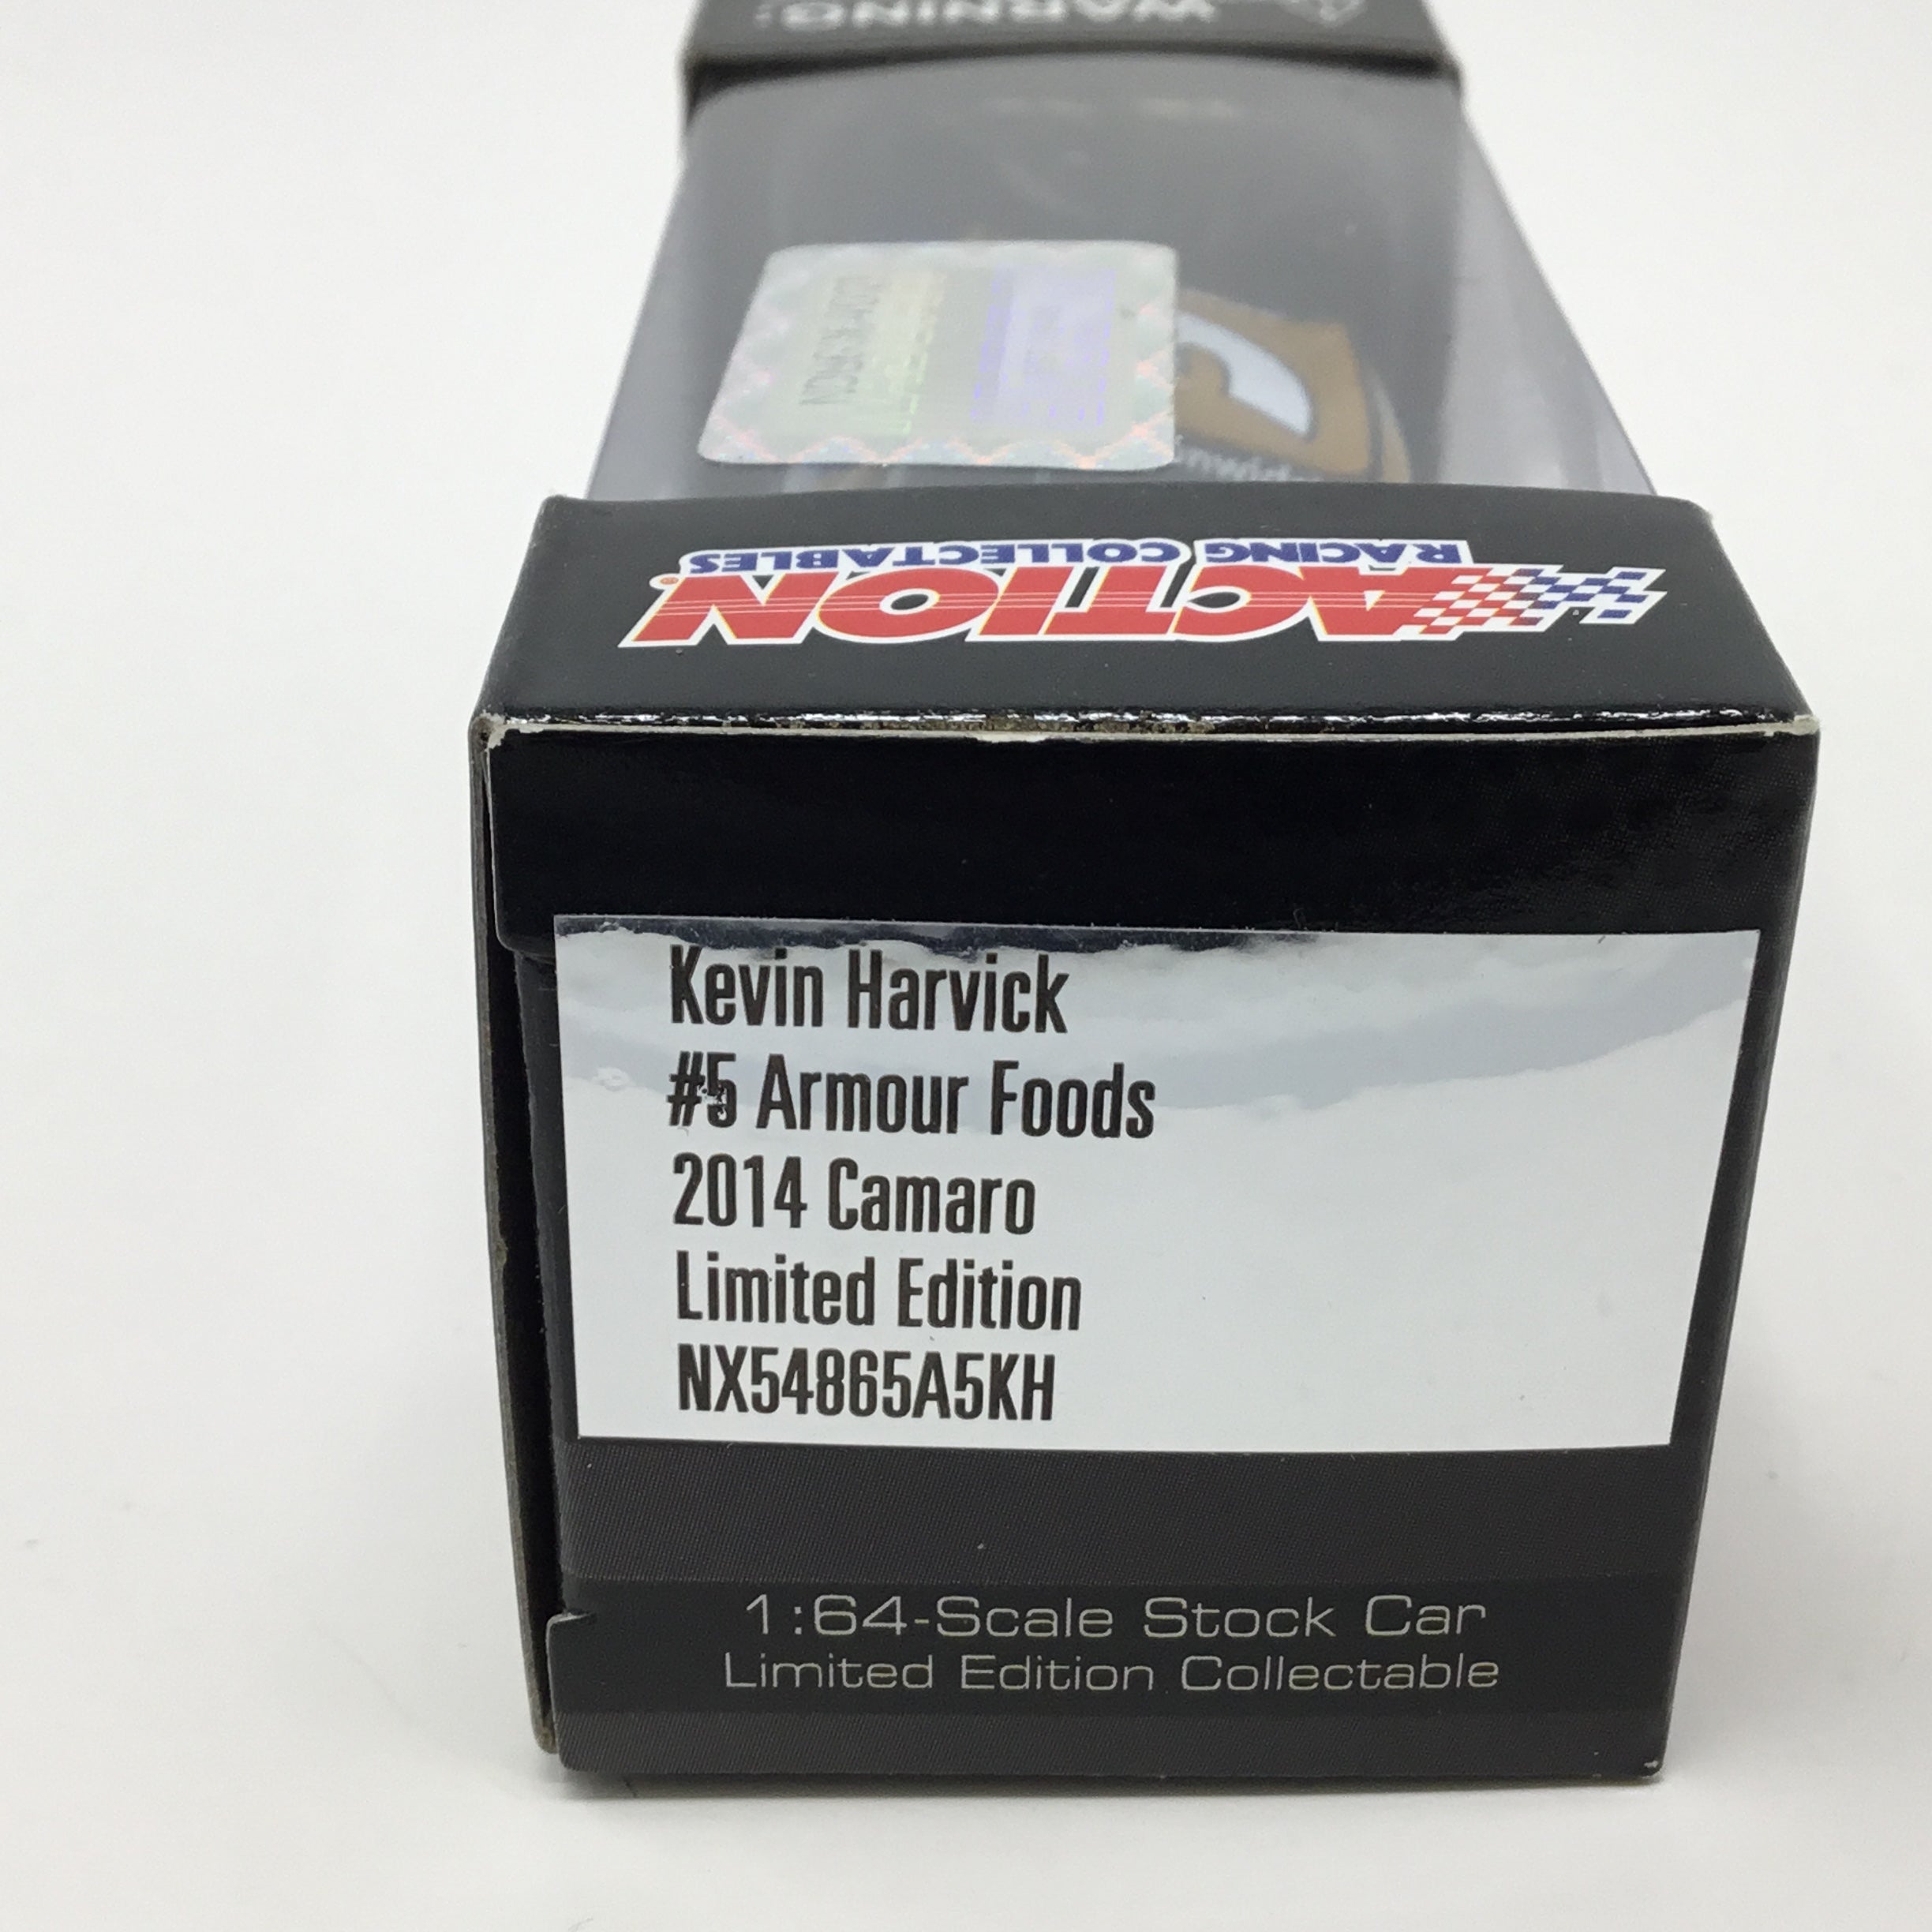 WARNING:
ACTION
RACING COLLECTABLES
Kevin Harvick
#5 Armour Foods
2014 Camaro
Limited Edition
NX54865A5KH
1:64-Scale Stock Car
Limited Edition Collectable